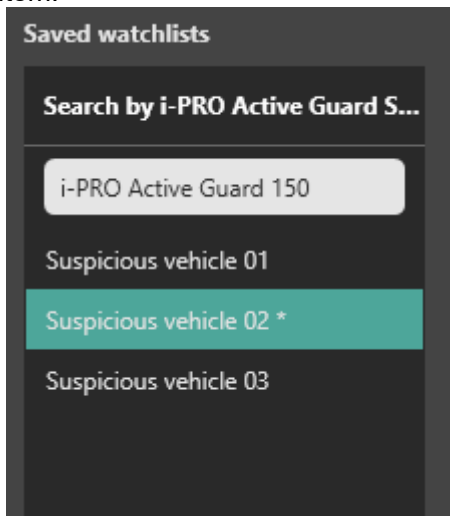 Saved watchlists
Search by i-PRO Active Guard S...
i-PRO Active Guard 150
Suspicious vehicle 01
Suspicious vehicle 02 *
Suspicious vehicle 03